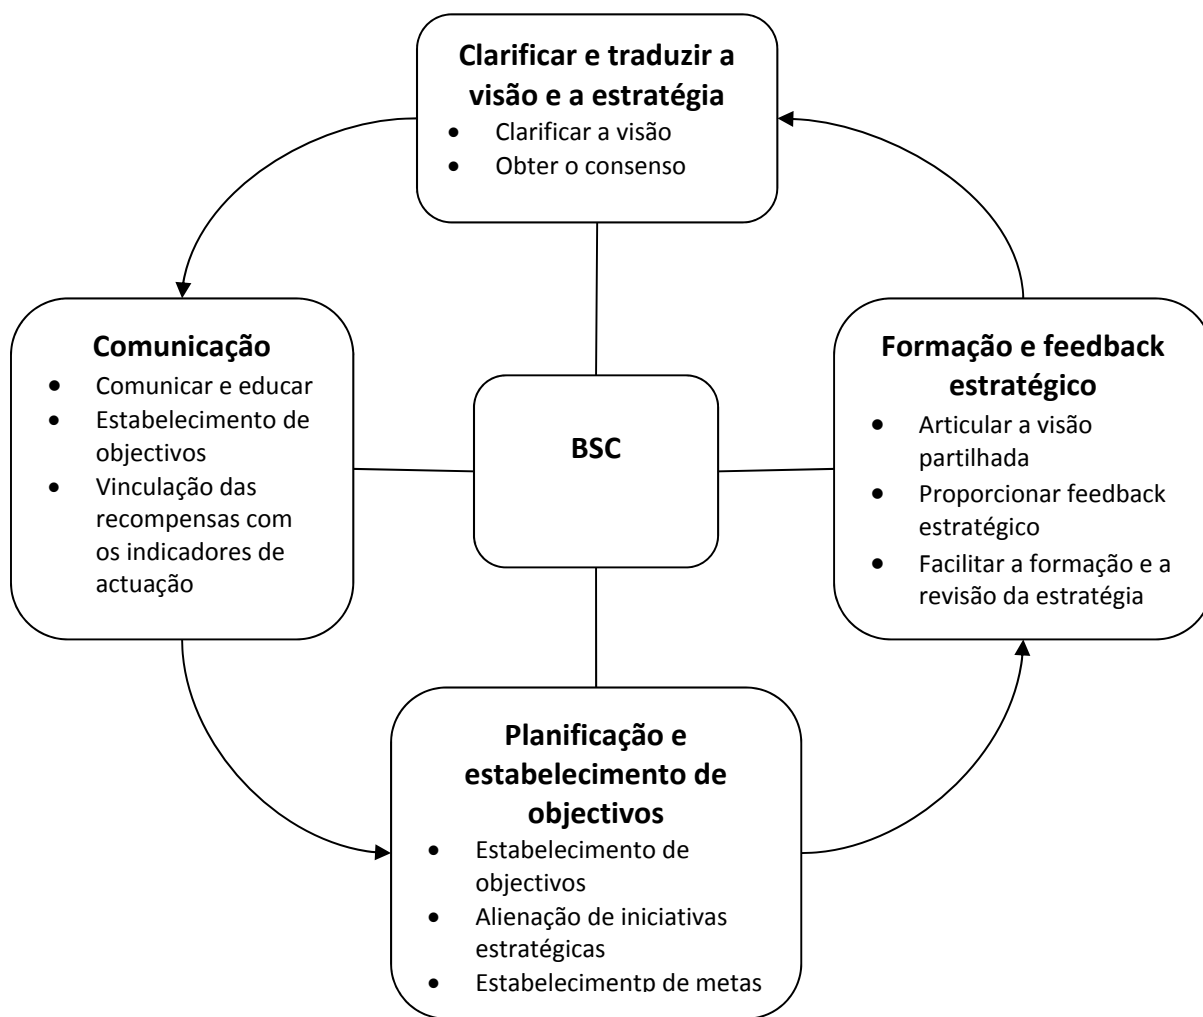 Clarificar e traduzir a
visão e a estratégia
• Clarificar a visão
• Obter o consenso
Comunicação
• Comunicar e educar
• Estabelecimento de
objectivos
• Vinculação das
recompensas com
os indicadores de
actuação
BSC
Formação e feedback
estratégico
• Articular a visão
partilhada
• Proporcionar feedback
estratégico
• Facilitar a formação e a
revisão da estratégia
Planificação e
estabelecimento de
objectivos
• Estabelecimento de
objectivos
• Alienação de iniciativas
estratégicas
• Estabelecimentp de metas